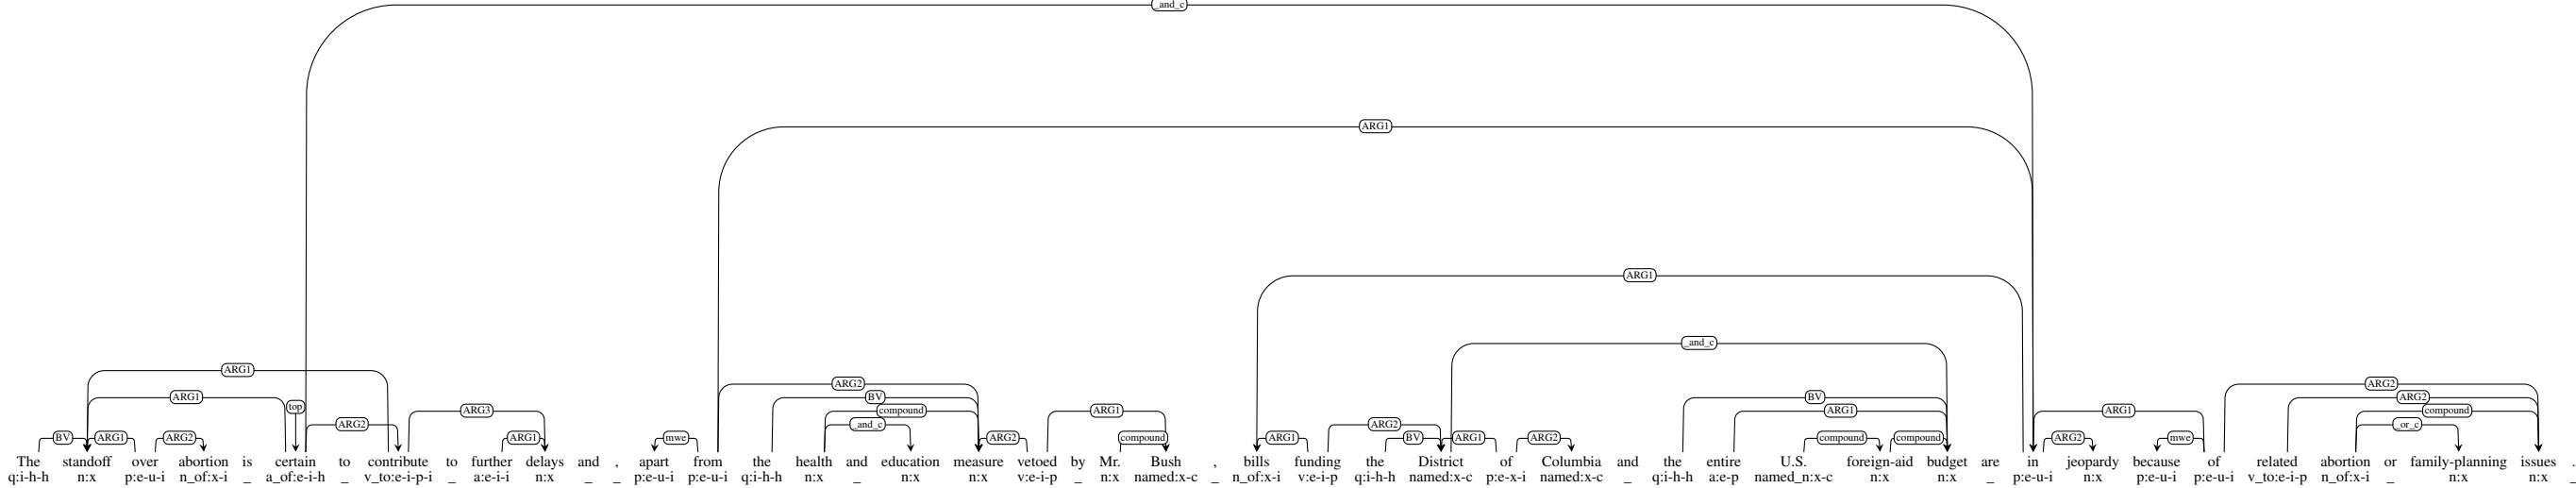 _and_c
ARG1
ARG1
_and_c
ARG1
ARG2 ARG2
ARG1 top BV BV ARG2
ARG3 compound ARG1 ARG1 ARG1 compound
ARG2 _and_c ARG2 _or_c
BV ARG1 ARG2 ARG1 mwe ARG2 compound ARG1 BV ARG1 ARG2 compound compound ARG2 mwe
The standoff over abortion is certain to contribute to further delays and , apart from the health and education measure vetoed by Mr. Bush , bills funding the District of Columbia and the entire U.S. foreign-aid budget are in jeopardy because of related abortion or family-planning issues .
q:i-h-h n:x p:e-u-i n_of:x-i _ a_of:e-i-h _ v_to:e-i-p-i _ a:e-i-i n:x _ _ p:e-u-i p:e-u-i q:i-h-h n:x _ n:x n:x v:e-i-p _ n:x named:x-c _ n_of:x-i v:e-i-p q:i-h-h named:x-c p:e-x-i named:x-c _ q:i-h-h a:e-p named_n:x-c n:x n:x _ p:e-u-i n:x p:e-u-i p:e-u-i v_to:e-i-p n_of:x-i _ n:x n:x _